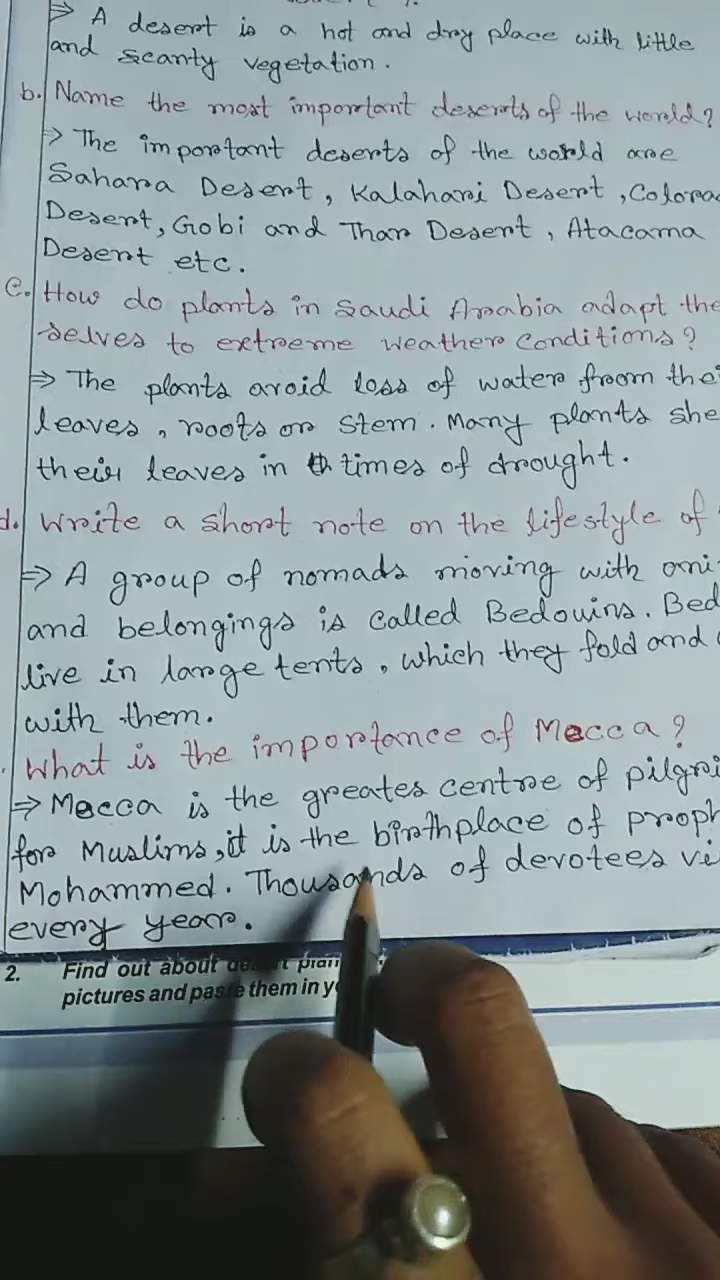 ⇒ A desert is a hot and dry place with little
and scanty vegetation.
b. Name the most important deserts of the world?
⇒ The important deserts of the world are
Sahara Desert, Kalahari Desert, Colora
Desert, Gobi and Thar Desert, Atacama
Desert etc.
c. How do plants in Saudi Arabia adapt the
selves to extreme weather conditions?
⇒ The plants avoid loss of water from the
leaves, roots or stem. Many plants she
their leaves in times of drought.
d. Write a short note on the lifestyle of
⇒ A group of nomads moving with ani
and belongings is called Bedouins. Bed
live in large tents, which they fold and
with them.
What is the importance of Mecca?
⇒ Mecca is the greates centre of pilgri
for Muslims, it is the birthplace of proph
Mohammed. Thousands of devotees vi
every year.
2. Find out about
pictures and paste them in y